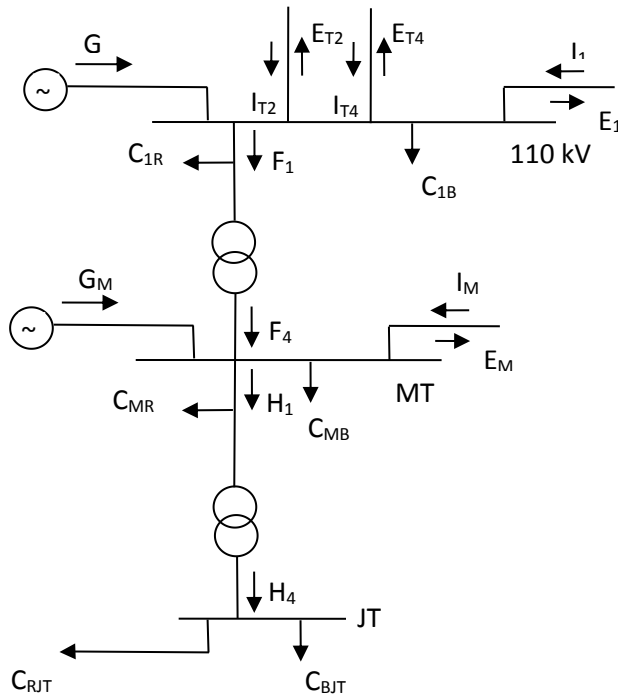 G
E_T2
E_T4
I_1
~
I_T2
I_T4
E_1
C_1R
F_1
110 kV
C_1B
G_M
I_M
~
F_4
E_M
C_MR
H_1
MT
C_MB
H_4
JT
C_RJT
C_BJT